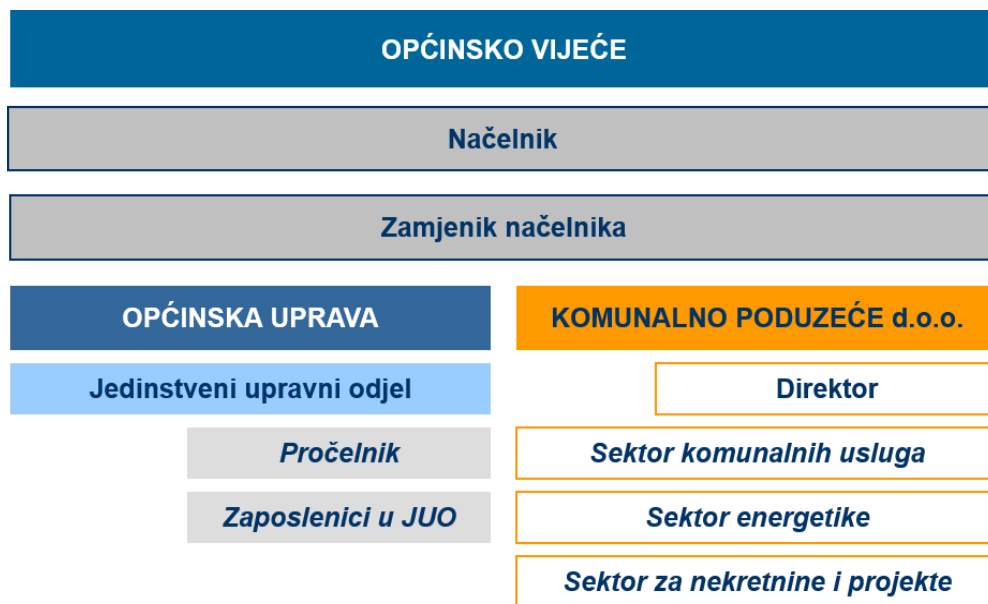 OPĆINSKO VIJEĆE
Načelnik
Zamjenik načelnika
OPĆINSKA UPRAVA
Jedinstveni upravni odjel
Pročelnik
Zaposlenici u JUO
KOMUNALNO PODUZEĆE d.o.o.
Direktor
Sektor komunalnih usluga
Sektor energetike
Sektor za nekretnine i projekte